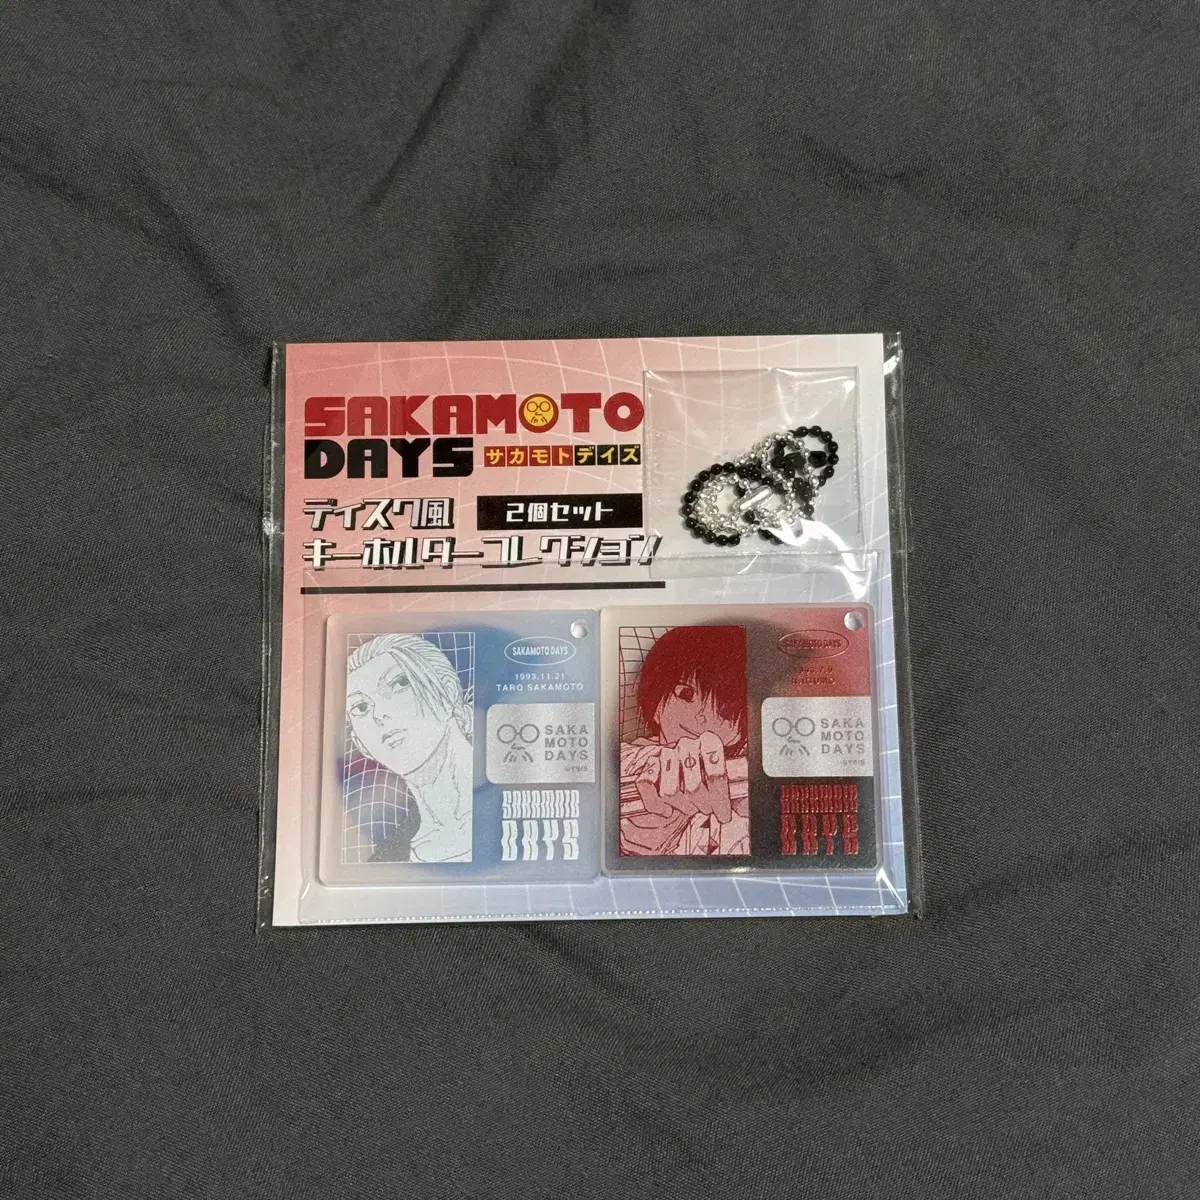 SAKAMOTO
DAYS サカモトデイズ
ディスク風 2個セット
キーホルダーコレクション
SAKAMOTO DAYS
1993.11.21
TARO SAKAMOTO
SAKA
MOTO
DAYS
SAKAMOTO
DAYS
SAKAMOTO DAYS
NAGUMO
SAKA
MOTO
DAYS
SAKAMOTO
DAYS